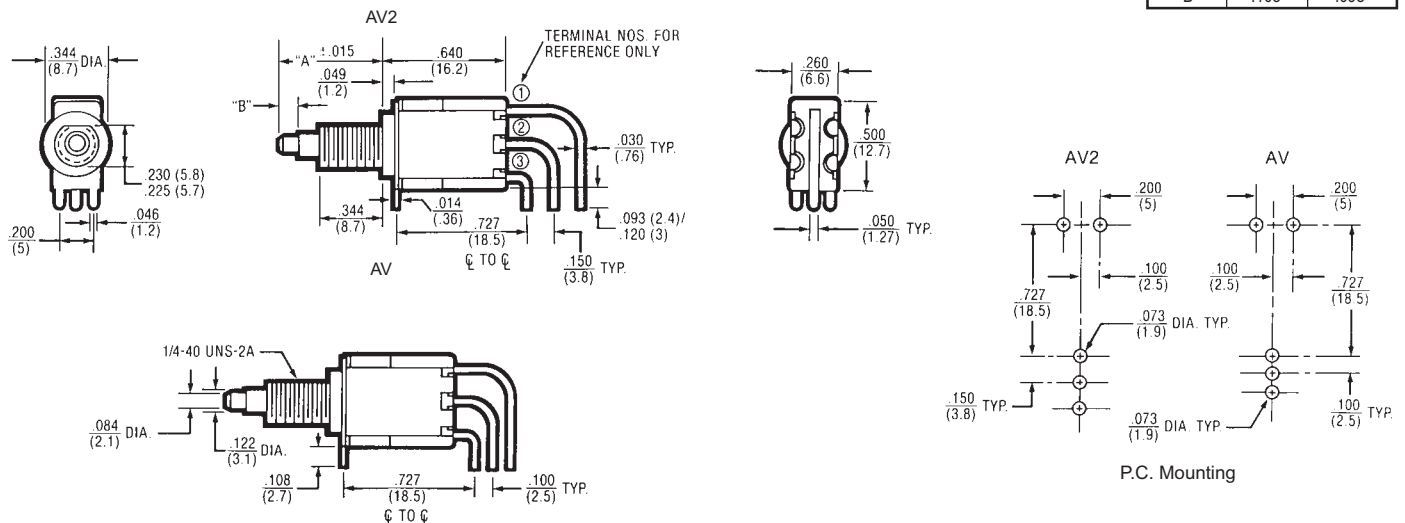 AV2
.344 DIA.
(8.7)
"A" ±.015
.640
(16.2)
TERMINAL NOS. FOR
REFERENCE ONLY
.049
(1.2)
"B"
①
②
③
.030 TYP.
(.76)
.230 (5.8)
.225 (5.7)
.046
(1.2)
.200
(5)
.344
(8.7)
.014
(.36)
.727
(18.5)
℄ TO ℄
.093 (2.4)/
.120 (3)
.150 TYP.
(3.8)
AV
.260
(6.6)
.500
(12.7)
.050 TYP.
(1.27)
1/4-40 UNS-2A
.084 DIA.
(2.1)
.122 DIA.
(3.1)
.108
(2.7)
.727
(18.5)
℄ TO ℄
.100 TYP.
(2.5)
AV2
.200
(5)
.100
(2.5)
.727
(18.5)
.073 DIA. TYP.
(1.9)
.150 TYP.
(3.8)
AV
.200
(5)
.100
(2.5)
.727
(18.5)
.073 DIA. TYP.
(1.9)
.100 TYP.
(2.5)
P.C. Mounting